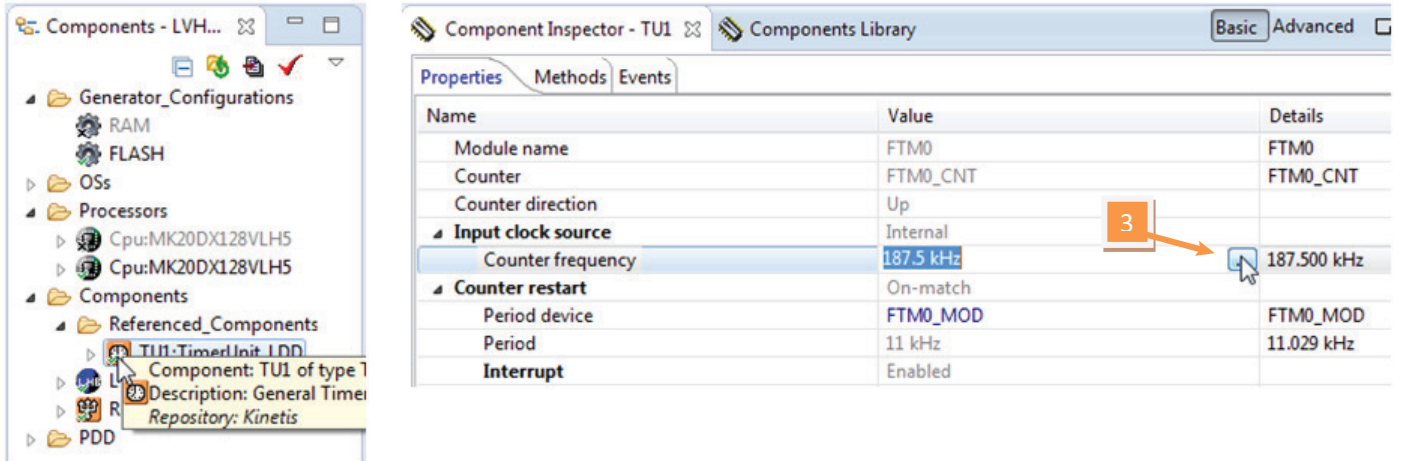 Components - LVH...
Generator_Configurations
RAM
FLASH
OSs
Processors
Cpu:MK20DX128VLH5
Cpu:MK20DX128VLH5
Components
Referenced_Components
TU1:TimerUnit_LDD
Component: TU1 of type T
Description: General Timer
R
Repository: Kinetis
PDD
Component Inspector - TU1 Components Library Basic Advanced
Properties Methods Events
Name Value Details
Module name FTM0 FTM0
Counter FTM0_CNT FTM0_CNT
Counter direction Up
Input clock source Internal
3
Counter frequency 187.5 kHz 187.500 kHz
Counter restart On-match
Period device FTM0_MOD FTM0_MOD
Period 11 kHz 11.029 kHz
Interrupt Enabled